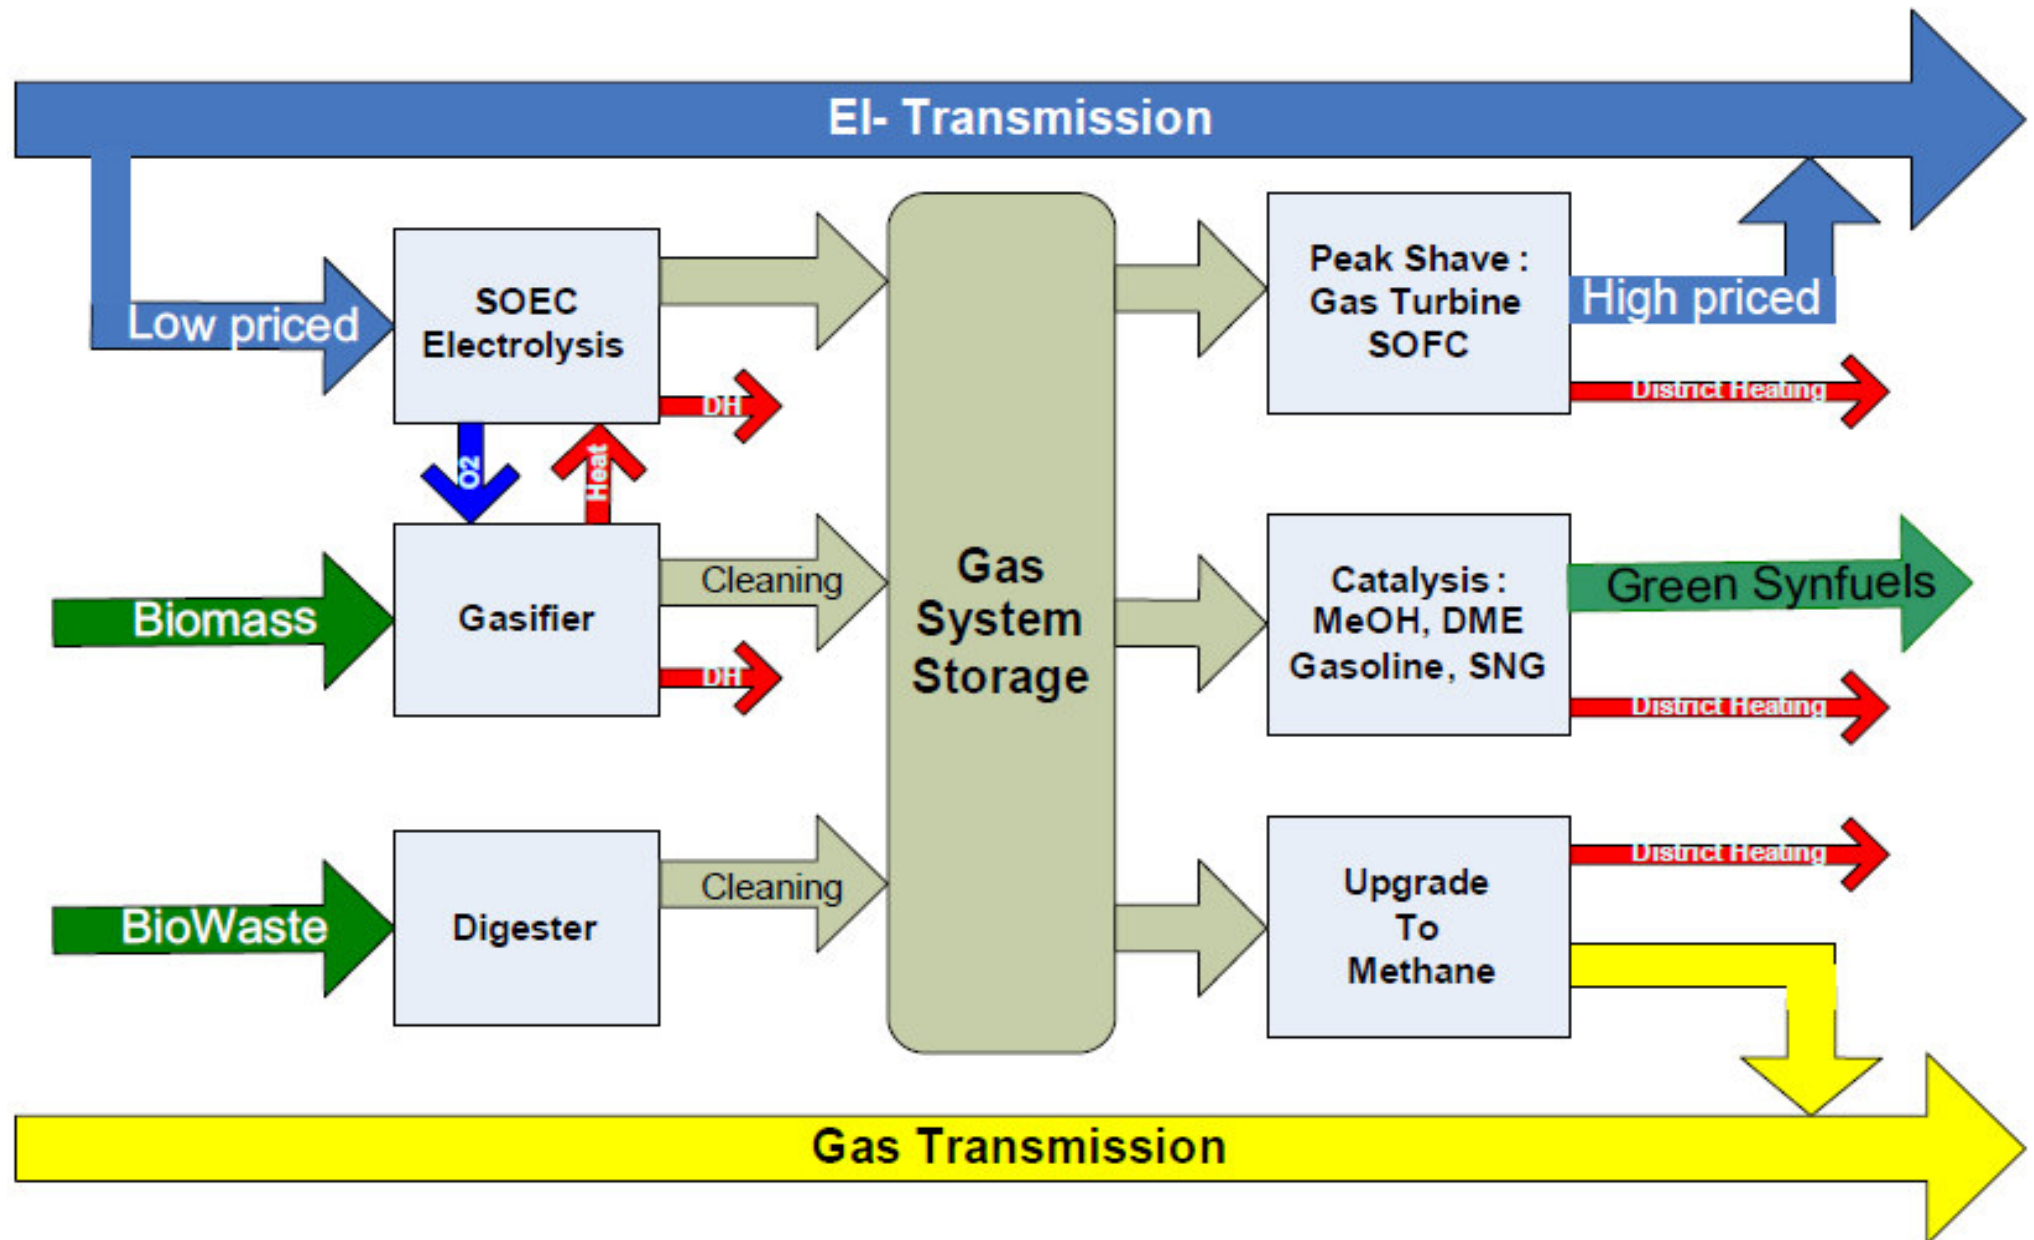 El- Transmission
Low priced
SOEC
Electrolysis
DH
O2
Heat
Peak Shave :
Gas Turbine
SOFC
High priced
District Heating
Biomass
Gasifier
Cleaning
DH
Gas
System
Storage
Catalysis :
MeOH, DME
Gasoline, SNG
Green Synfuels
District Heating
BioWaste
Digester
Cleaning
Upgrade
To
Methane
District Heating
Gas Transmission